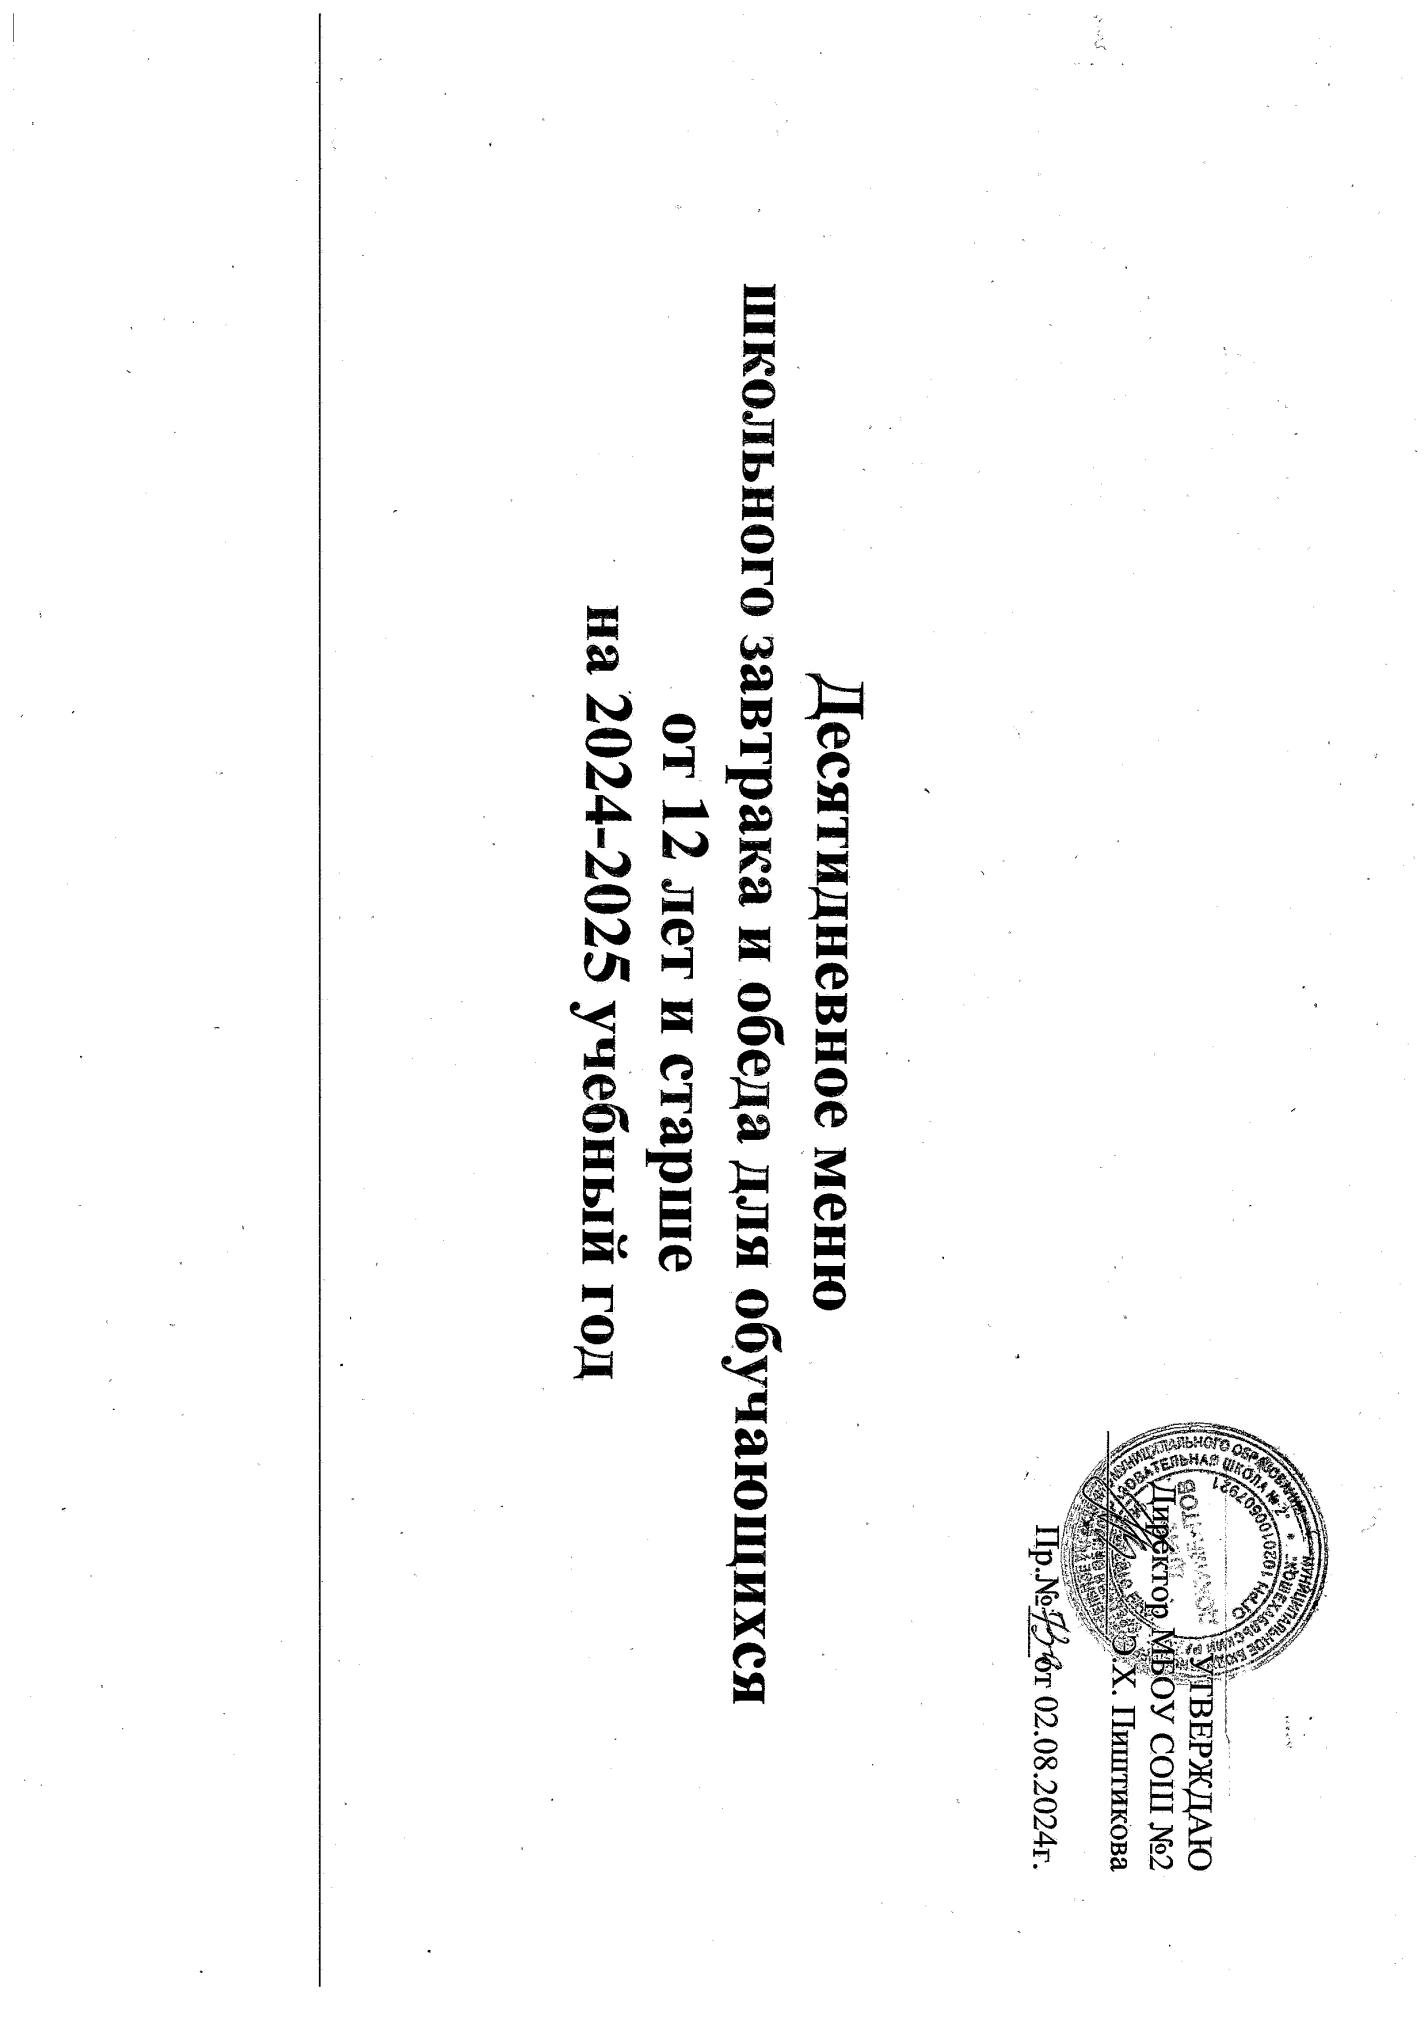 УТВЕРЖДАЮ
Директор МБОУ СОШ №2
Э.Х. Пиштикова
Пр.№ от 02.08.2024г.
Десятидневное меню
школьного завтрака и обеда для обучающихся
от 12 лет и старше
на 2024-2025 учебный год